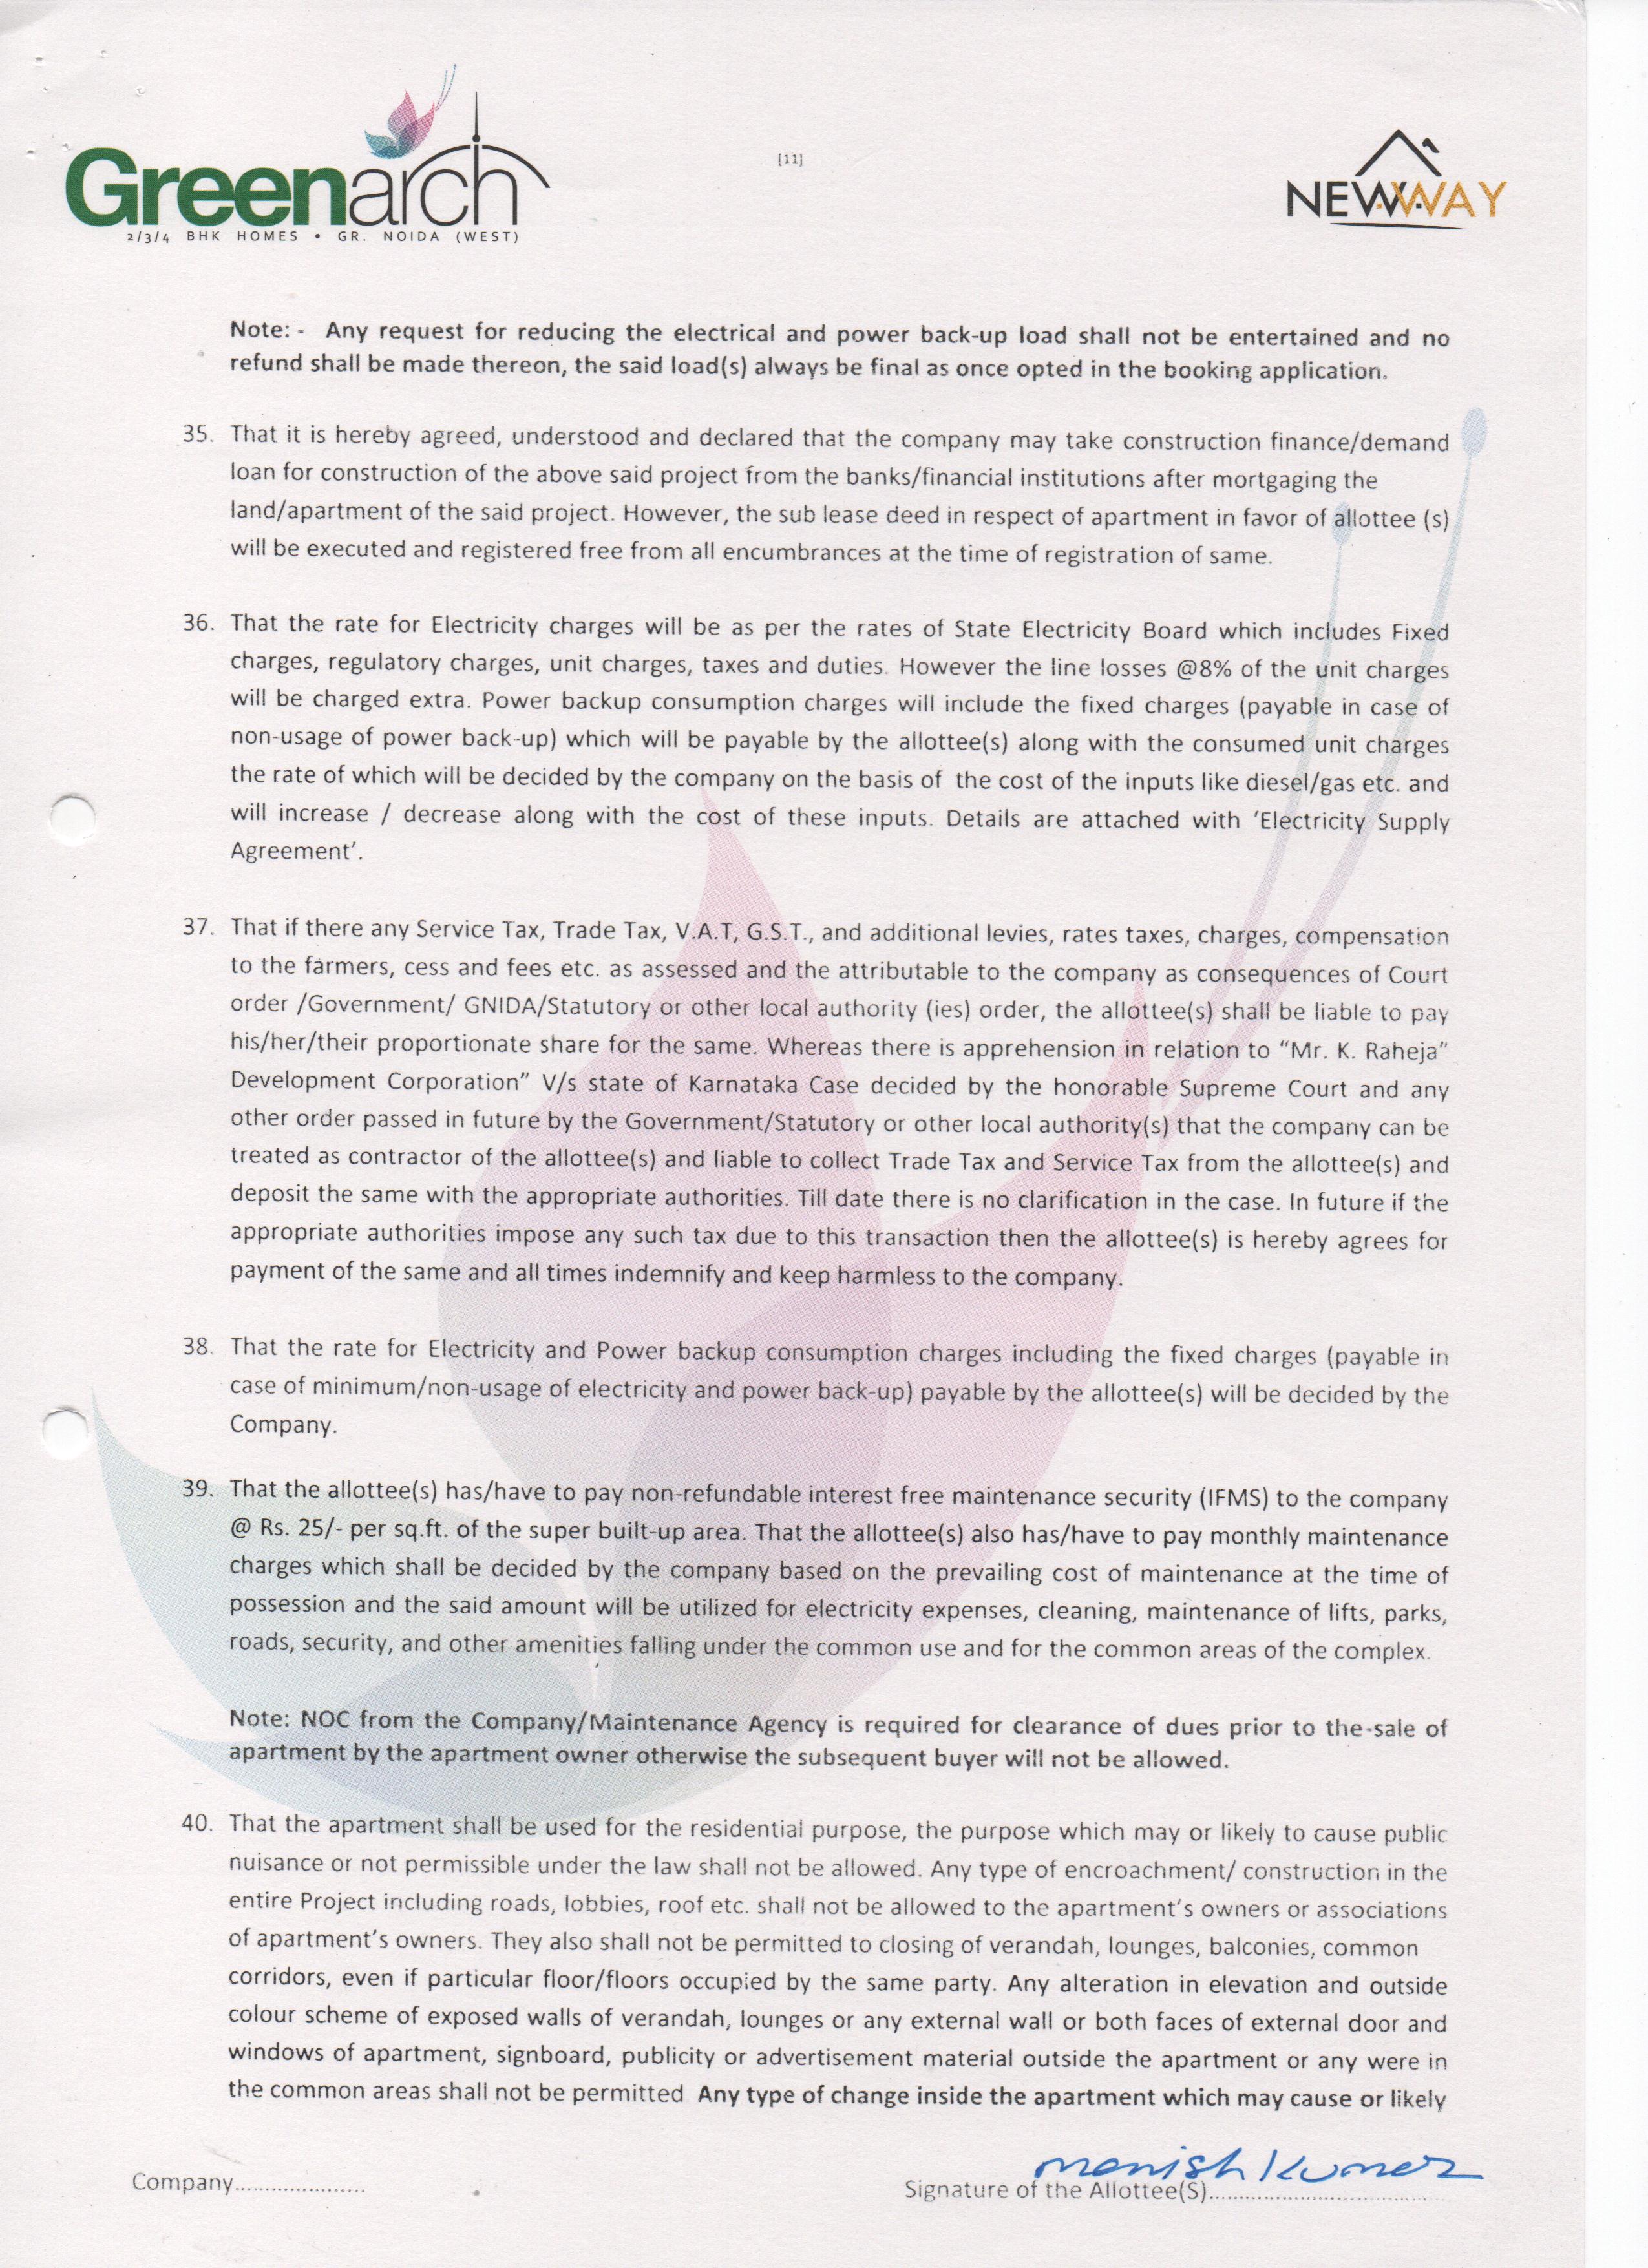 Greenarch
2/3/4 BHK HOMES • GR. NOIDA (WEST)
[11]
NEWWAY
Note: - Any request for reducing the electrical and power back-up load shall not be entertained and no
refund shall be made thereon, the said load(s) always be final as once opted in the booking application.
35. That it is hereby agreed, understood and declared that the company may take construction finance/demand
loan for construction of the above said project from the banks/financial institutions after mortgaging the
land/apartment of the said project. However, the sub lease deed in respect of apartment in favor of allottee (s)
will be executed and registered free from all encumbrances at the time of registration of same.
36. That the rate for Electricity charges will be as per the rates of State Electricity Board which includes Fixed
charges, regulatory charges, unit charges, taxes and duties. However the line losses @8% of the unit charges
will be charged extra. Power backup consumption charges will include the fixed charges (payable in case of
non-usage of power back-up) which will be payable by the allottee(s) along with the consumed unit charges
the rate of which will be decided by the company on the basis of the cost of the inputs like diesel/gas etc. and
will increase / decrease along with the cost of these inputs. Details are attached with ‘Electricity Supply
Agreement’.
37. That if there any Service Tax, Trade Tax, V.A.T, G.S.T., and additional levies, rates taxes, charges, compensation
to the farmers, cess and fees etc. as assessed and the attributable to the company as consequences of Court
order /Government/ GNIDA/Statutory or other local authority (ies) order, the allottee(s) shall be liable to pay
his/her/their proportionate share for the same. Whereas there is apprehension in relation to “Mr. K. Raheja”
Development Corporation” V/s state of Karnataka Case decided by the honorable Supreme Court and any
other order passed in future by the Government/Statutory or other local authority(s) that the company can be
treated as contractor of the allottee(s) and liable to collect Trade Tax and Service Tax from the allottee(s) and
deposit the same with the appropriate authorities. Till date there is no clarification in the case. In future if the
appropriate authorities impose any such tax due to this transaction then the allottee(s) is hereby agrees for
payment of the same and all times indemnify and keep harmless to the company.
38. That the rate for Electricity and Power backup consumption charges including the fixed charges (payable in
case of minimum/non-usage of electricity and power back-up) payable by the allottee(s) will be decided by the
Company.
39. That the allottee(s) has/have to pay non-refundable interest free maintenance security (IFMS) to the company
@ Rs. 25/- per sq.ft. of the super built-up area. That the allottee(s) also has/have to pay monthly maintenance
charges which shall be decided by the company based on the prevailing cost of maintenance at the time of
possession and the said amount will be utilized for electricity expenses, cleaning, maintenance of lifts, parks,
roads, security, and other amenities falling under the common use and for the common areas of the complex.
Note: NOC from the Company/Maintenance Agency is required for clearance of dues prior to the-sale of
apartment by the apartment owner otherwise the subsequent buyer will not be allowed.
40. That the apartment shall be used for the residential purpose, the purpose which may or likely to cause public
nuisance or not permissible under the law shall not be allowed. Any type of encroachment/ construction in the
entire Project including roads, lobbies, roof etc. shall not be allowed to the apartment’s owners or associations
of apartment’s owners. They also shall not be permitted to closing of verandah, lounges, balconies, common
corridors, even if particular floor/floors occupied by the same party. Any alteration in elevation and outside
colour scheme of exposed walls of verandah, lounges or any external wall or both faces of external door and
windows of apartment, signboard, publicity or advertisement material outside the apartment or any were in
the common areas shall not be permitted Any type of change inside the apartment which may cause or likely
manish kumar
Company......................
Signature of the Allottee(S)........................................